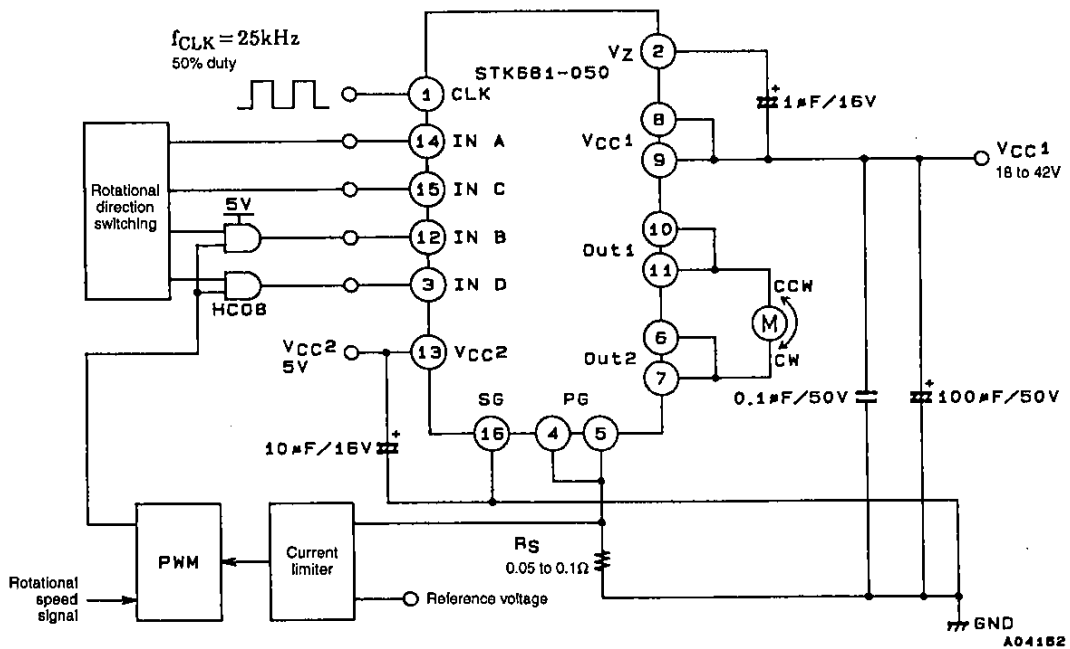 fCLK = 25kHz
50% duty
STK681-050
VZ
2
1µF/16V
1
CLK
8
VCC1
9
VCC1
18 to 42V
14
IN A
15
IN C
Rotational
direction
switching
5V
12
IN B
10
Out1
11
3
IN D
HC08
CCW
M
CW
6
Out2
7
VCC2
5V
13
VCC2
0.1µF/50V
100µF/50V
SG
PG
16
4
5
10µF/16V
RS
0.05 to 0.1Ω
PWM
Current
limiter
Rotational
speed
signal
Reference voltage
GND
A04162